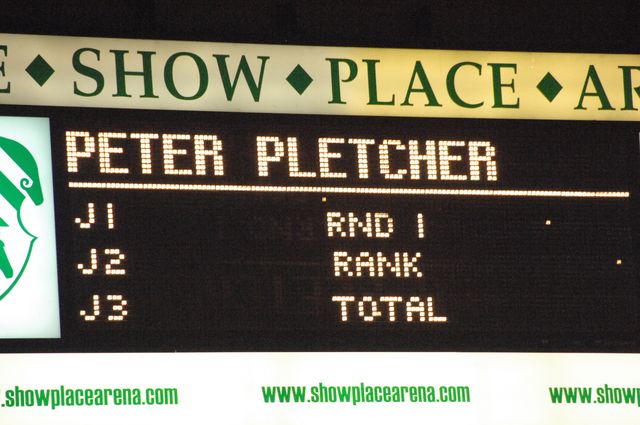 E ◆ SHOW ◆ PLACE ◆ AR
PETER PLETCHER
J1 RND 1
J2 RANK
J3 TOTAL
.showplacearena.com www.showplacearena.com www.showp